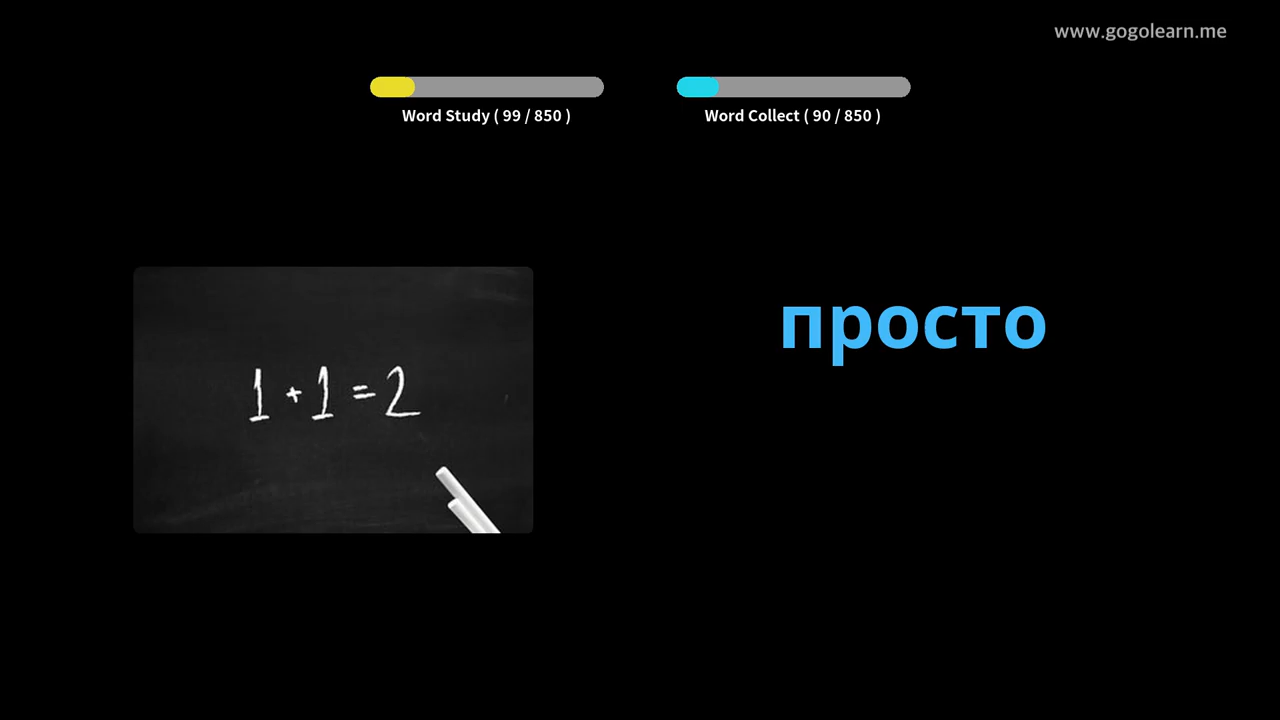 www.gogolearn.me
Word Study ( 99 / 850 )
Word Collect ( 90 / 850 )
1 + 1 = 2
просто